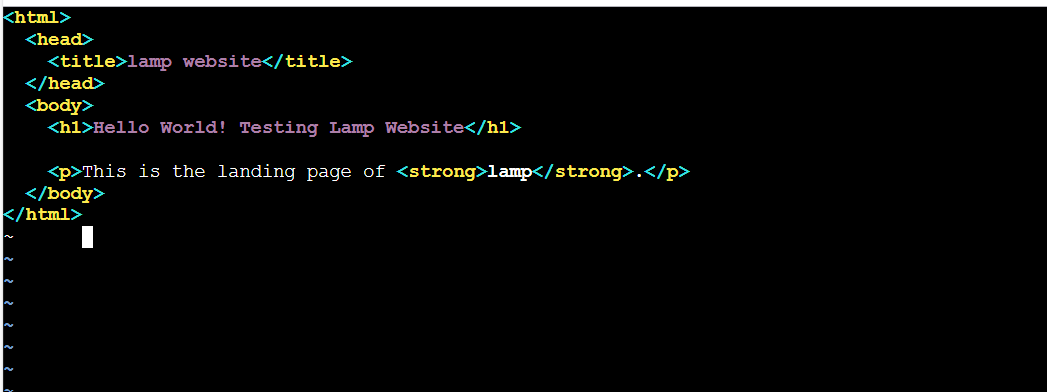 <html>
  <head>
    <title>lamp website</title>
  </head>
  <body>
    <h1>Hello World! Testing Lamp Website</h1>

    <p>This is the landing page of <strong>lamp</strong>.</p>
  </body>
</html>
~
~
~
~
~
~
~
~